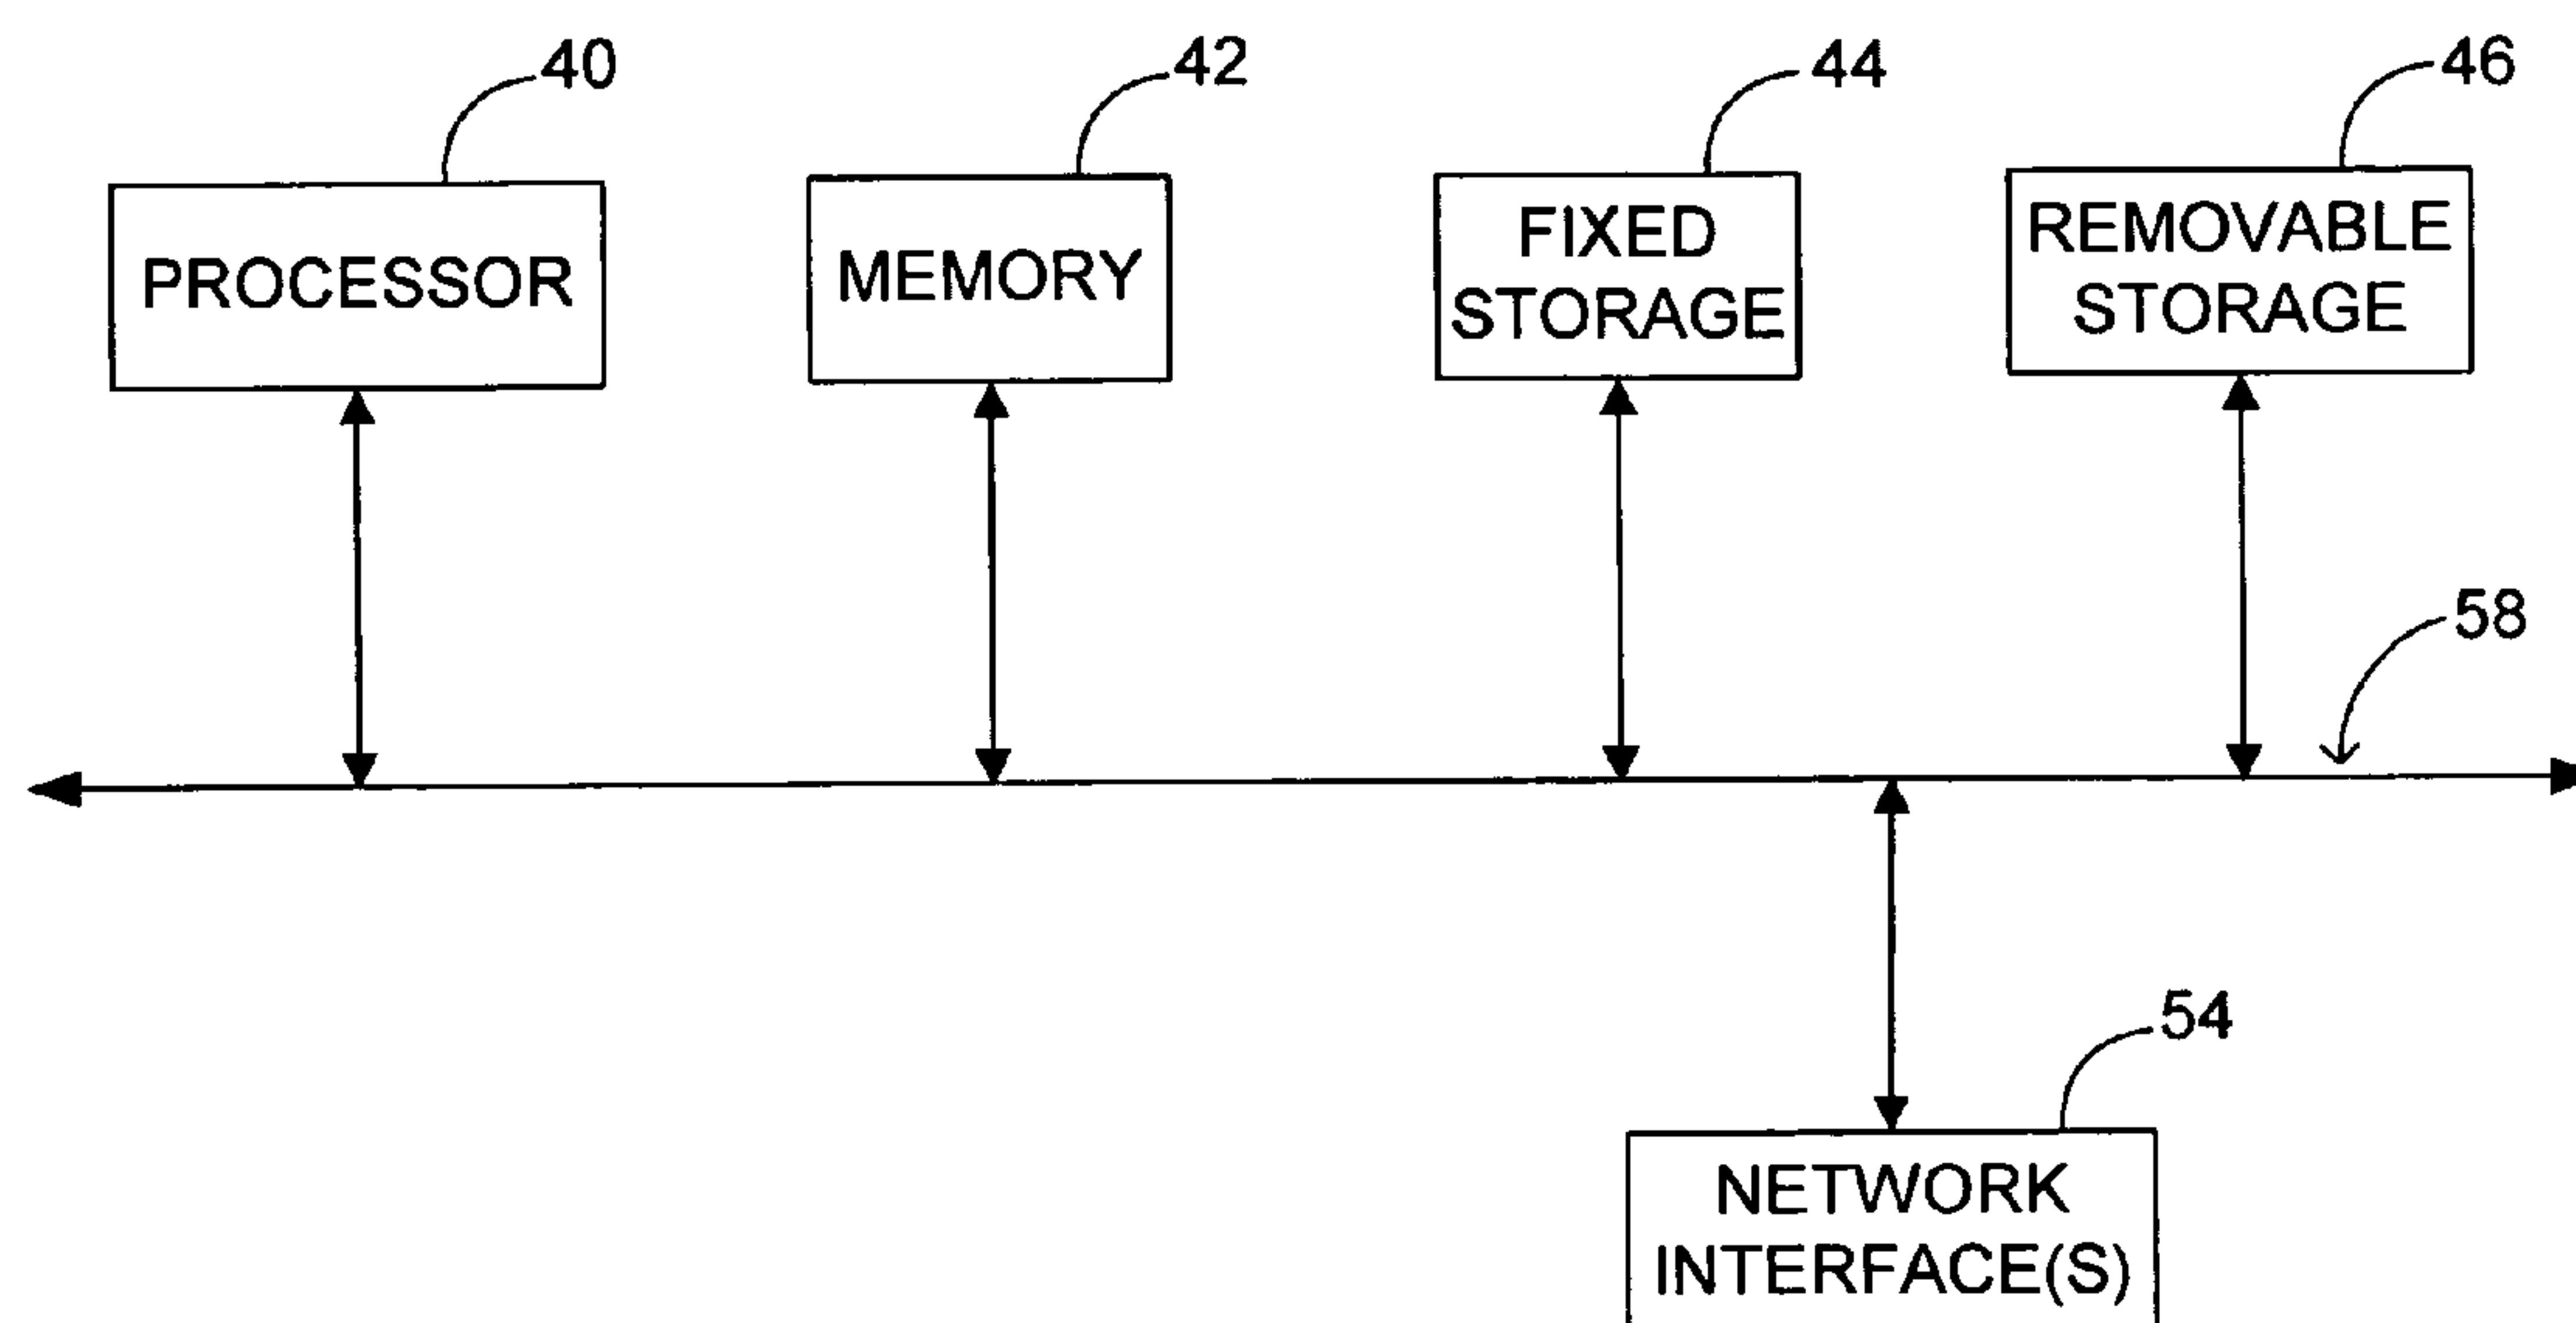 40
42
44
46
PROCESSOR
MEMORY
FIXED
STORAGE
REMOVABLE
STORAGE
58
54
NETWORK
INTERFACE(S)